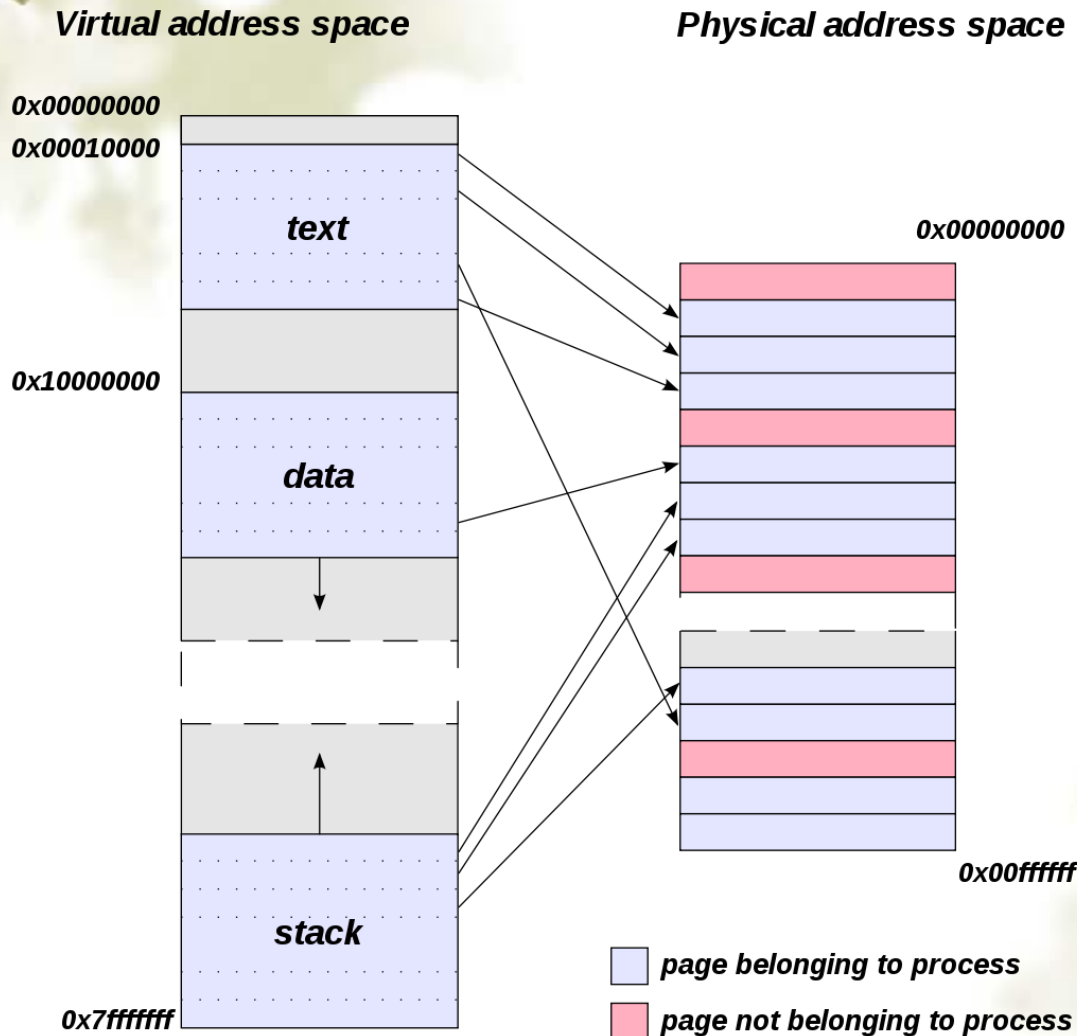 Virtual address space
Physical address space
0x00000000
0x00010000
text
0x00000000
0x10000000
data
stack
0x00ffffff
page belonging to process
0x7fffffff
page not belonging to process